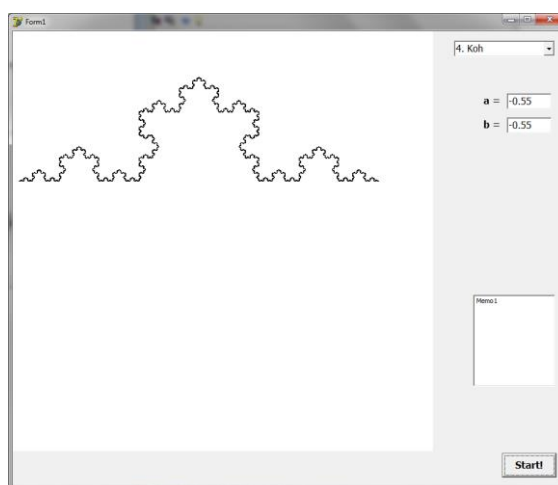 Form1
4. Koh
a = -0.55
b = -0.55
Memo1
Start!